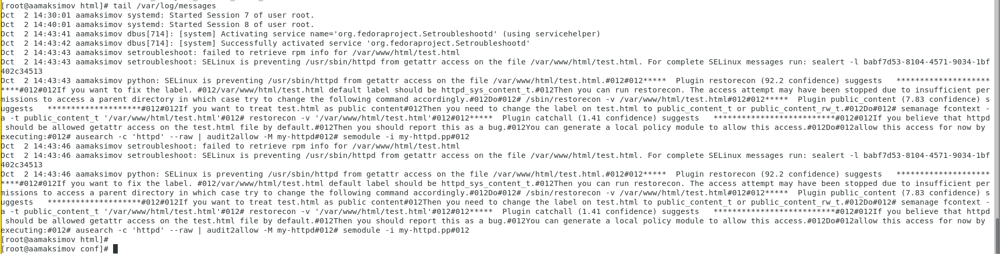 [root@aamaksimov html]# tail /var/log/messages
Oct  2 14:30:01 aamaksimov systemd: Started Session 7 of user root.
Oct  2 14:40:01 aamaksimov systemd: Started Session 8 of user root.
Oct  2 14:43:41 aamaksimov dbus[714]: [system] Activating service name='org.fedoraproject.Setroubleshootd' (using servicehelper)
Oct  2 14:43:42 aamaksimov dbus[714]: [system] Successfully activated service 'org.fedoraproject.Setroubleshootd'
Oct  2 14:43:43 aamaksimov setroubleshoot: failed to retrieve rpm info for /var/www/html/test.html
Oct  2 14:43:43 aamaksimov setroubleshoot: SELinux is preventing /usr/sbin/httpd from getattr access on the file /var/www/html/test.html. For complete SELinux messages run: sealert -l babf7d53-8104-4571-9034-1bf
402c34513
Oct  2 14:43:43 aamaksimov python: SELinux is preventing /usr/sbin/httpd from getattr access on the file /var/www/html/test.html.#012#012*****  Plugin restorecon (92.2 confidence) suggests   ********************
****#012#012If you want to fix the label. #012/var/www/html/test.html default label should be httpd_sys_content_t.#012Then you can run restorecon. The access attempt may have been stopped due to insufficient per
missions to access a parent directory in which case try to change the following command accordingly.#012Do#012# /sbin/restorecon -v /var/www/html/test.html#012#012*****  Plugin public_content (7.83 confidence) s
uggests   ********************#012#012If you want to treat test.html as public content#012Then you need to change the label on test.html to public_content_t or public_content_rw_t.#012Do#012# semanage fcontext -
a -t public_content_t '/var/www/html/test.html'#012# restorecon -v '/var/www/html/test.html'#012#012*****  Plugin catchall (1.41 confidence) suggests   **************************#012#012If you believe that httpd
 should be allowed getattr access on the test.html file by default.#012Then you should report this as a bug.#012You can generate a local policy module to allow this access.#012Do#012allow this access for now by 
executing:#012# ausearch -c 'httpd' --raw | audit2allow -M my-httpd#012# semodule -i my-httpd.pp#012
Oct  2 14:43:46 aamaksimov setroubleshoot: failed to retrieve rpm info for /var/www/html/test.html
Oct  2 14:43:46 aamaksimov setroubleshoot: SELinux is preventing /usr/sbin/httpd from getattr access on the file /var/www/html/test.html. For complete SELinux messages run: sealert -l babf7d53-8104-4571-9034-1bf
402c34513
Oct  2 14:43:46 aamaksimov python: SELinux is preventing /usr/sbin/httpd from getattr access on the file /var/www/html/test.html.#012#012*****  Plugin restorecon (92.2 confidence) suggests   ********************
****#012#012If you want to fix the label. #012/var/www/html/test.html default label should be httpd_sys_content_t.#012Then you can run restorecon. The access attempt may have been stopped due to insufficient per
missions to access a parent directory in which case try to change the following command accordingly.#012Do#012# /sbin/restorecon -v /var/www/html/test.html#012#012*****  Plugin public_content (7.83 confidence) s
uggests   ********************#012#012If you want to treat test.html as public content#012Then you need to change the label on test.html to public_content_t or public_content_rw_t.#012Do#012# semanage fcontext -
a -t public_content_t '/var/www/html/test.html'#012# restorecon -v '/var/www/html/test.html'#012#012*****  Plugin catchall (1.41 confidence) suggests   **************************#012#012If you believe that httpd
 should be allowed getattr access on the test.html file by default.#012Then you should report this as a bug.#012You can generate a local policy module to allow this access.#012Do#012allow this access for now by 
executing:#012# ausearch -c 'httpd' --raw | audit2allow -M my-httpd#012# semodule -i my-httpd.pp#012
[root@aamaksimov html]#
[root@aamaksimov conf]#